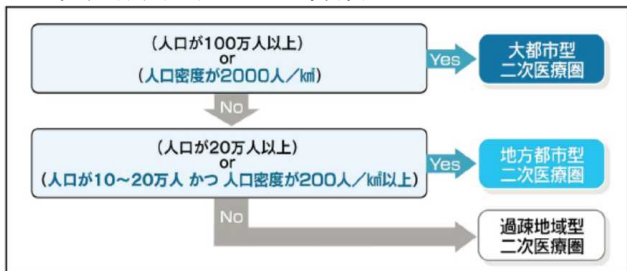 (人口が100万人以上)
or
(人口密度が2000人/㎢)
Yes
大都市型
二次医療圏
No
(人口が20万人以上)
or
(人口が10～20万人 かつ 人口密度が200人/㎢以上)
Yes
地方都市型
二次医療圏
No
過疎地域型
二次医療圏